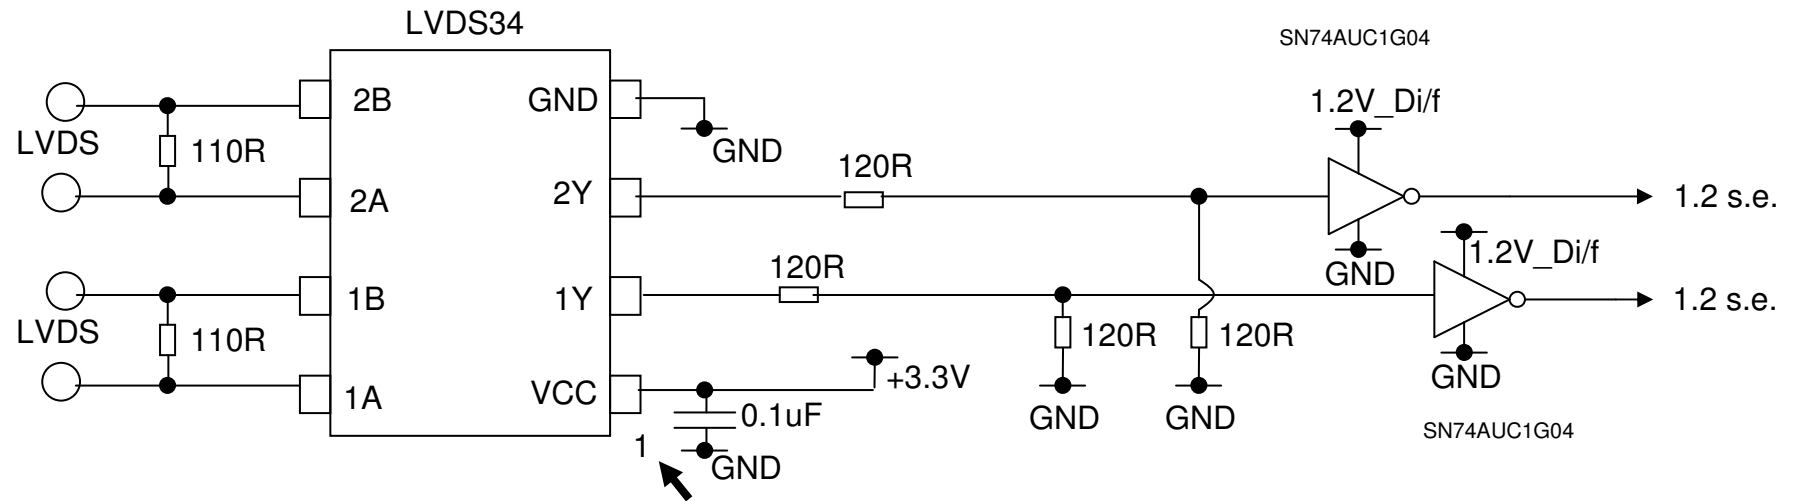 LVDS34
SN74AUC1G04
1.2V_Di/f
2B
GND
LVDS
110R
GND
120R
2A
2Y
1.2 s.e.
1.2V_Di/f
GND
120R
1B
1Y
1.2 s.e.
LVDS
110R
120R
120R
GND
+3.3V
1A
VCC
0.1uF
GND
GND
SN74AUC1G04
1
GND